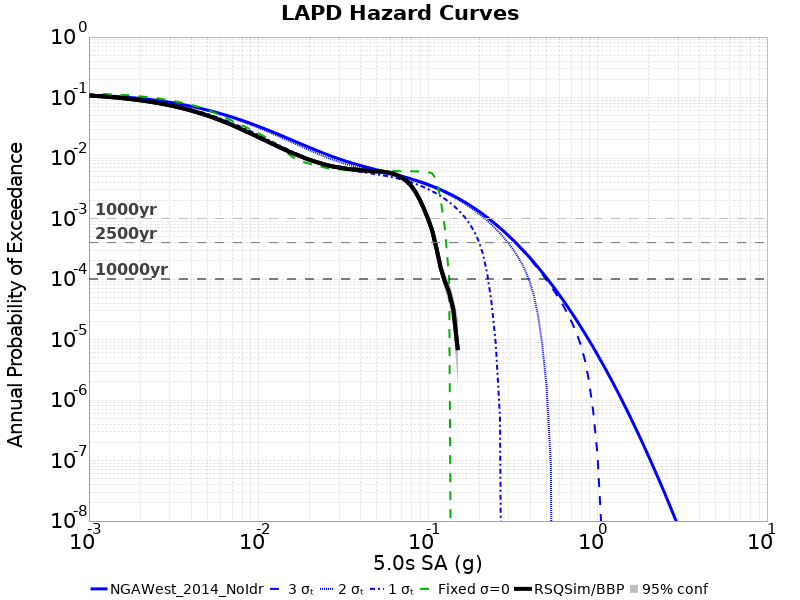 LAPD Hazard Curves
Annual Probability of Exceedance
10^0
10^-1
10^-2
10^-3
10^-4
10^-5
10^-6
10^-7
10^-8
1000yr
2500yr
10000yr
10^-3 10^-2 10^-1 10^0 10^1
5.0s SA (g)
NGAWest_2014_NoIdr 3 σₜ 2 σₜ 1 σₜ Fixed σ=0 RSQSim/BBP 95% conf